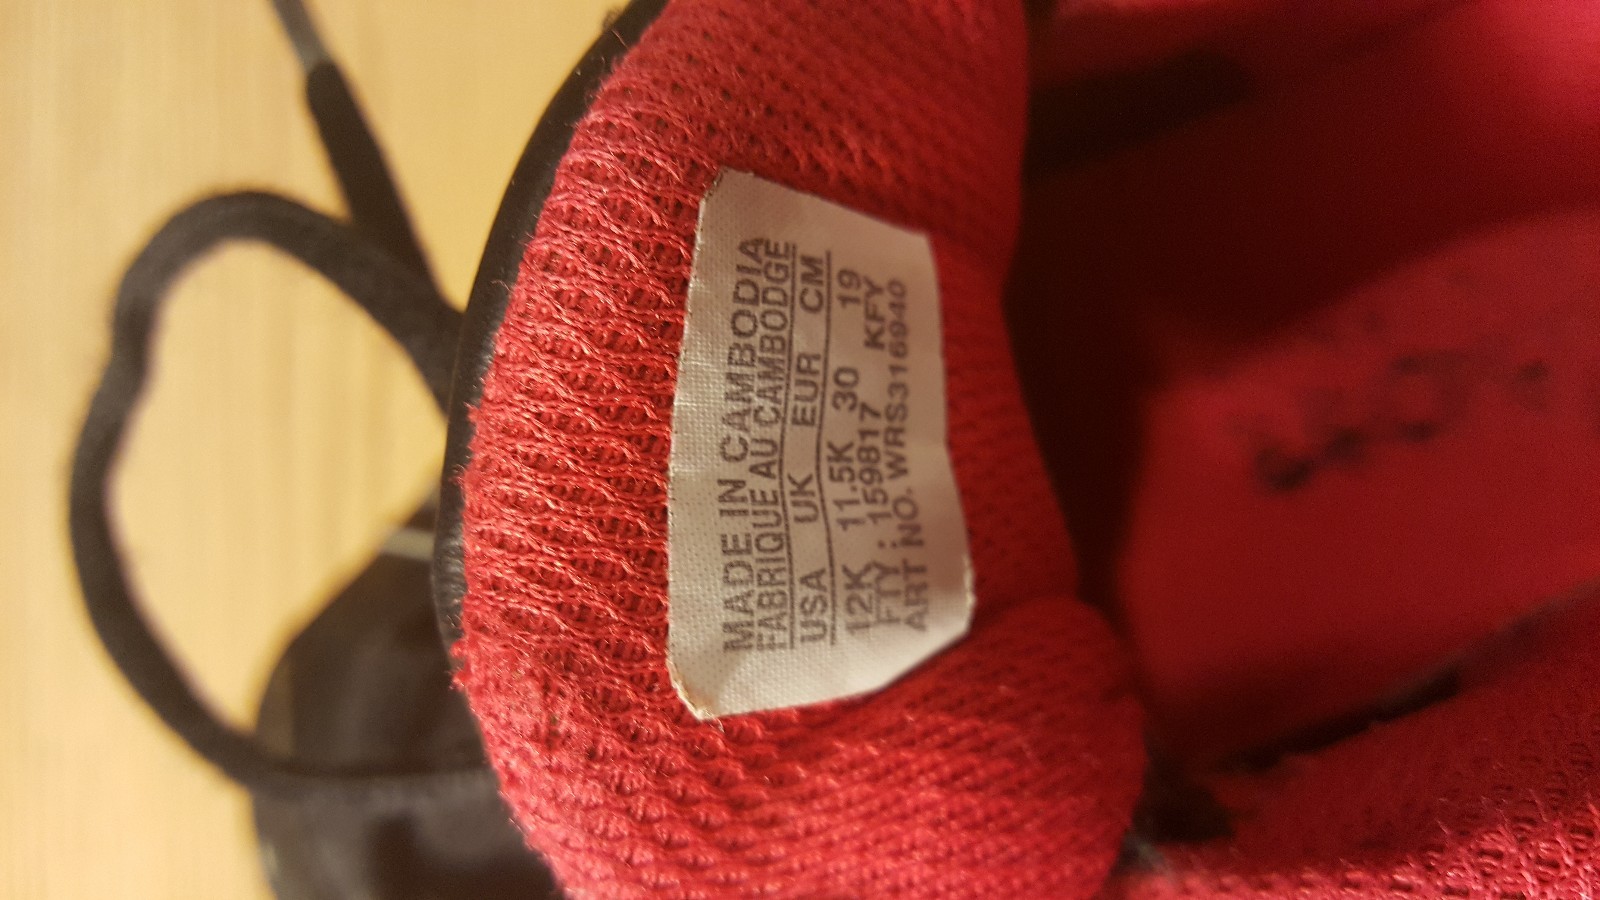 MADE IN CAMBODIA
FABRIQUE AU CAMBODGE
USA UK EUR CM
12K 11.5K 30 19
FTY : 159817 KFY
ART NO. WRS3169440